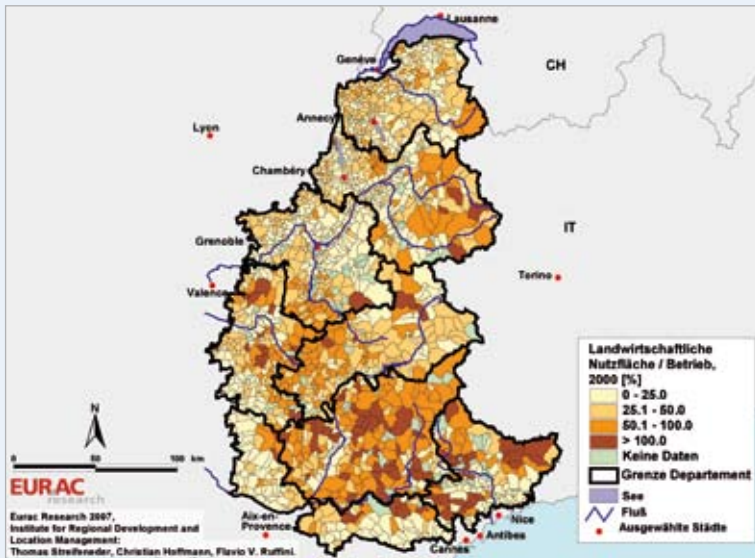 Lausanne
CH
Genève
Annecy
Lyon
Chambéry
IT
Grenoble
Torino
Valence
Landwirtschaftliche
Nutzfläche / Betrieb,
2000 [%]
0 - 25.0
25.1 - 50.0
50.1 - 100.0
> 100.0
Keine Daten
Grenze Departement
See
Fluß
Ausgewählte Städte
N
0 50 100 km
EURAC
research
Eurac Research 2007,
Institute for Regional Development and
Location Management:
Thomas Streifeneder, Christian Hoffmann, Flavio V. Ruffini.
Aix-en-
Provence
Nice
Antibes
Cannes